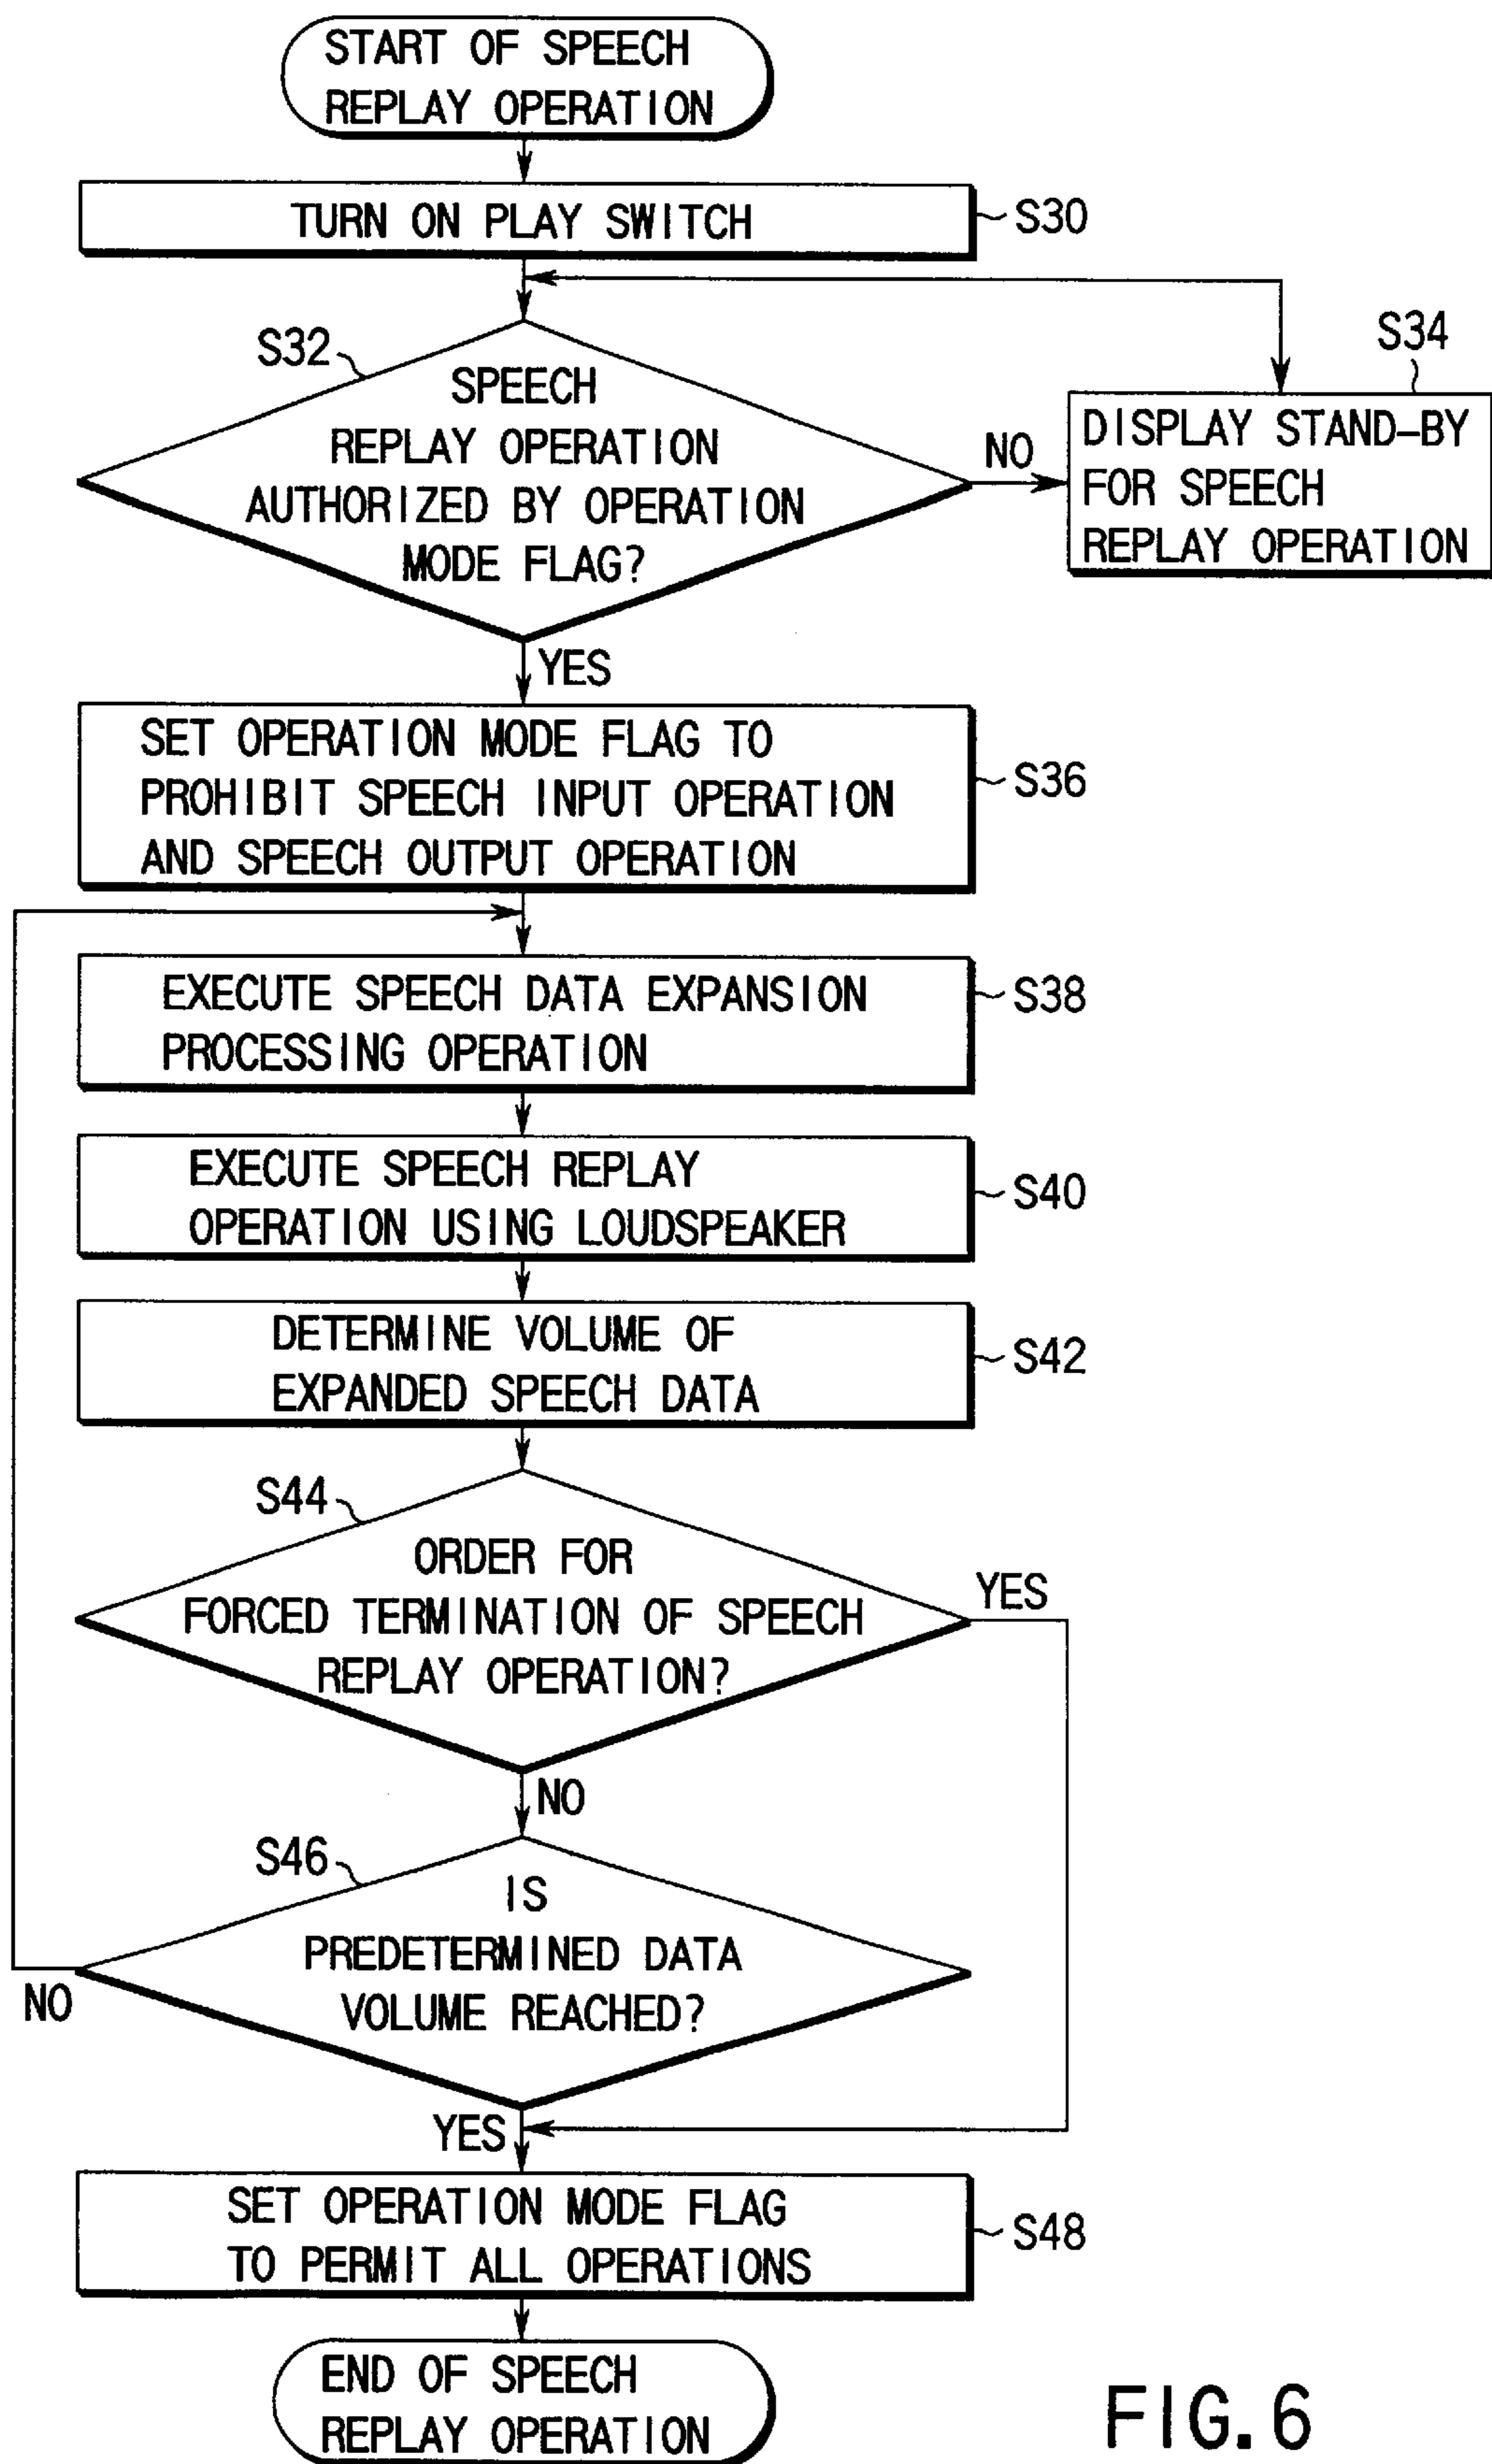 START OF SPEECH
REPLAY OPERATION
TURN ON PLAY SWITCH
S30
S32
SPEECH
REPLAY OPERATION
AUTHORIZED BY OPERATION
MODE FLAG?
NO
S34
DISPLAY STAND-BY
FOR SPEECH
REPLAY OPERATION
YES
SET OPERATION MODE FLAG TO
PROHIBIT SPEECH INPUT OPERATION
AND SPEECH OUTPUT OPERATION
S36
EXECUTE SPEECH DATA EXPANSION
PROCESSING OPERATION
S38
EXECUTE SPEECH REPLAY
OPERATION USING LOUDSPEAKER
S40
DETERMINE VOLUME OF
EXPANDED SPEECH DATA
S42
S44
ORDER FOR
FORCED TERMINATION OF SPEECH
REPLAY OPERATION?
YES
NO
S46
IS
PREDETERMINED DATA
VOLUME REACHED?
NO
YES
SET OPERATION MODE FLAG
TO PERMIT ALL OPERATIONS
S48
END OF SPEECH
REPLAY OPERATION
FIG. 6